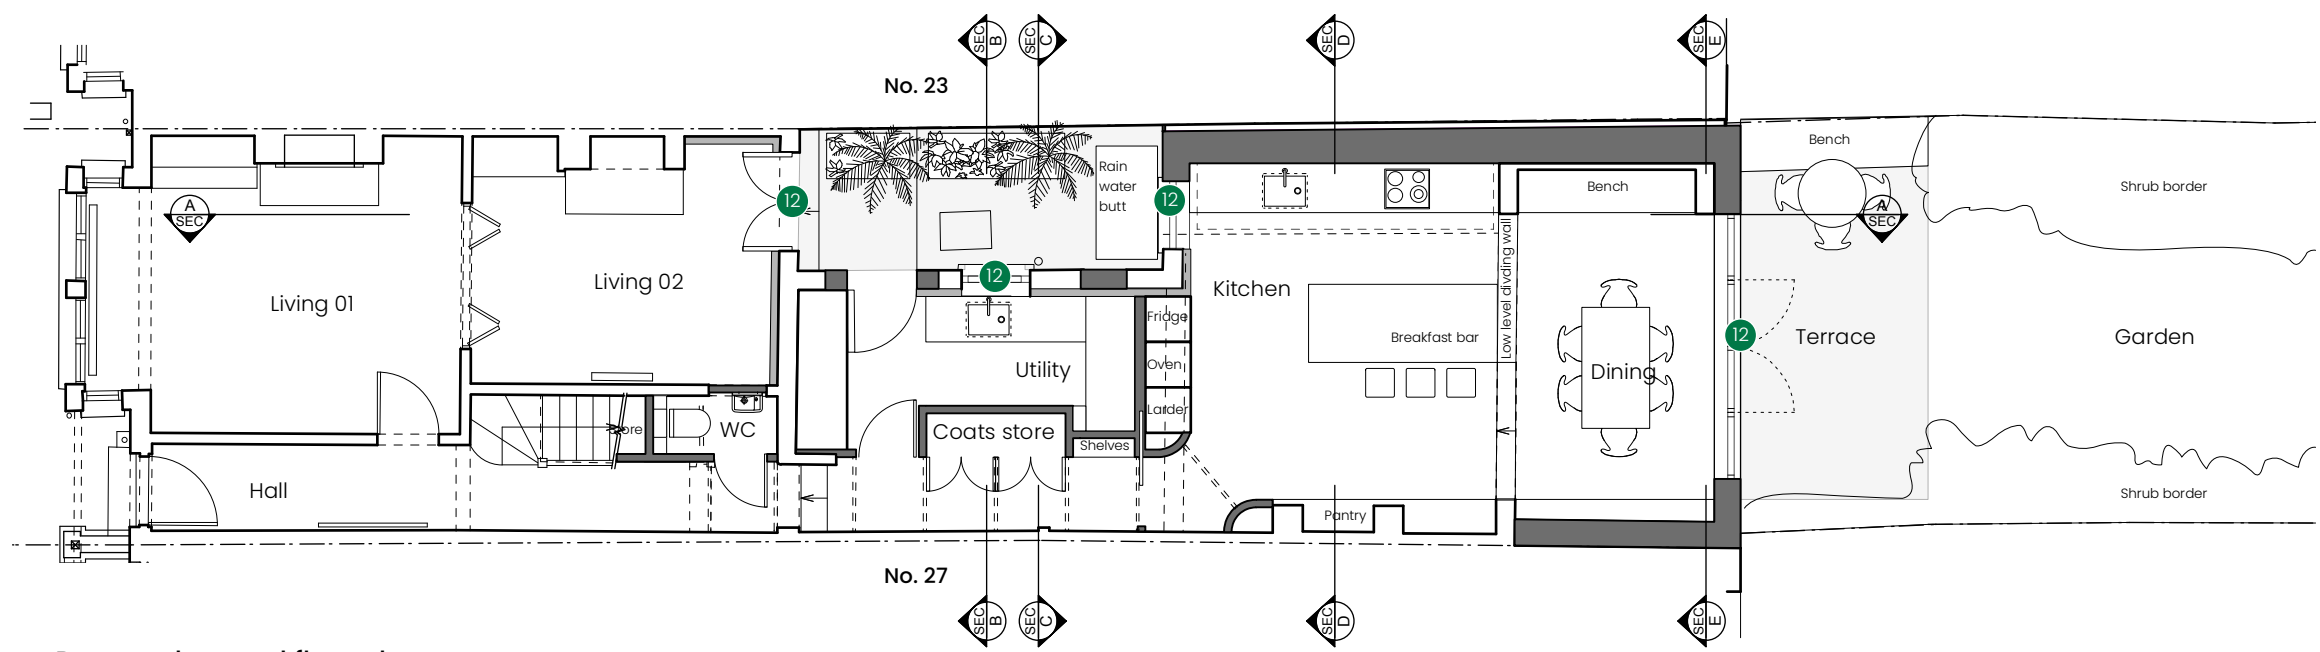 SEC B
SEC C
SEC D
SEC E
No. 23
Bench
Rain
water
butt
Bench
Shrub border
A
SEC
12
12
A
SEC
Living 01
Living 02
12
Kitchen
Low level divding wall
Fridge
Breakfast bar
12
Terrace
Garden
Utility
Oven
Dining
Larder
WC
Coats store
Shelves
Hall
Shrub border
Pantry
No. 27
SEC B
SEC C
SEC D
SEC E